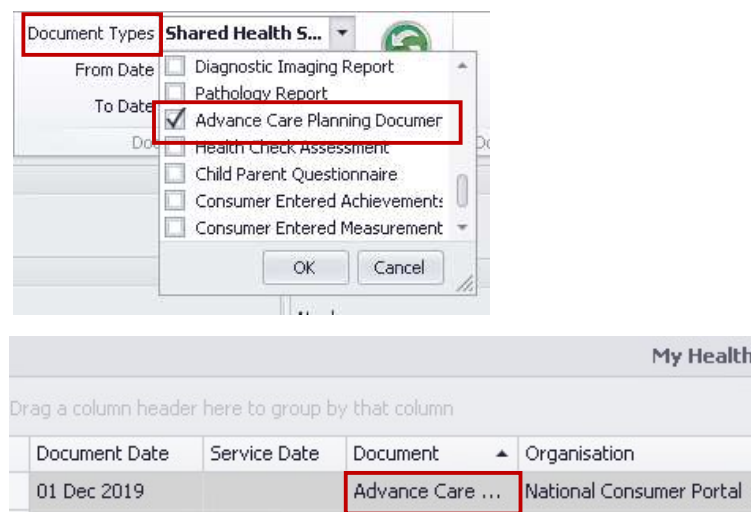 Document Types Shared Health S...
From Date
To Date
Diagnostic Imaging Report
Pathology Report
Advance Care Planning Documer
Health Check Assessment
Child Parent Questionnaire
Consumer Entered Achievements
Consumer Entered Measurement
OK Cancel
My Health
Drag a column header here to group by that column
Document Date Service Date Document Organisation
01 Dec 2019 Advance Care ... National Consumer Portal